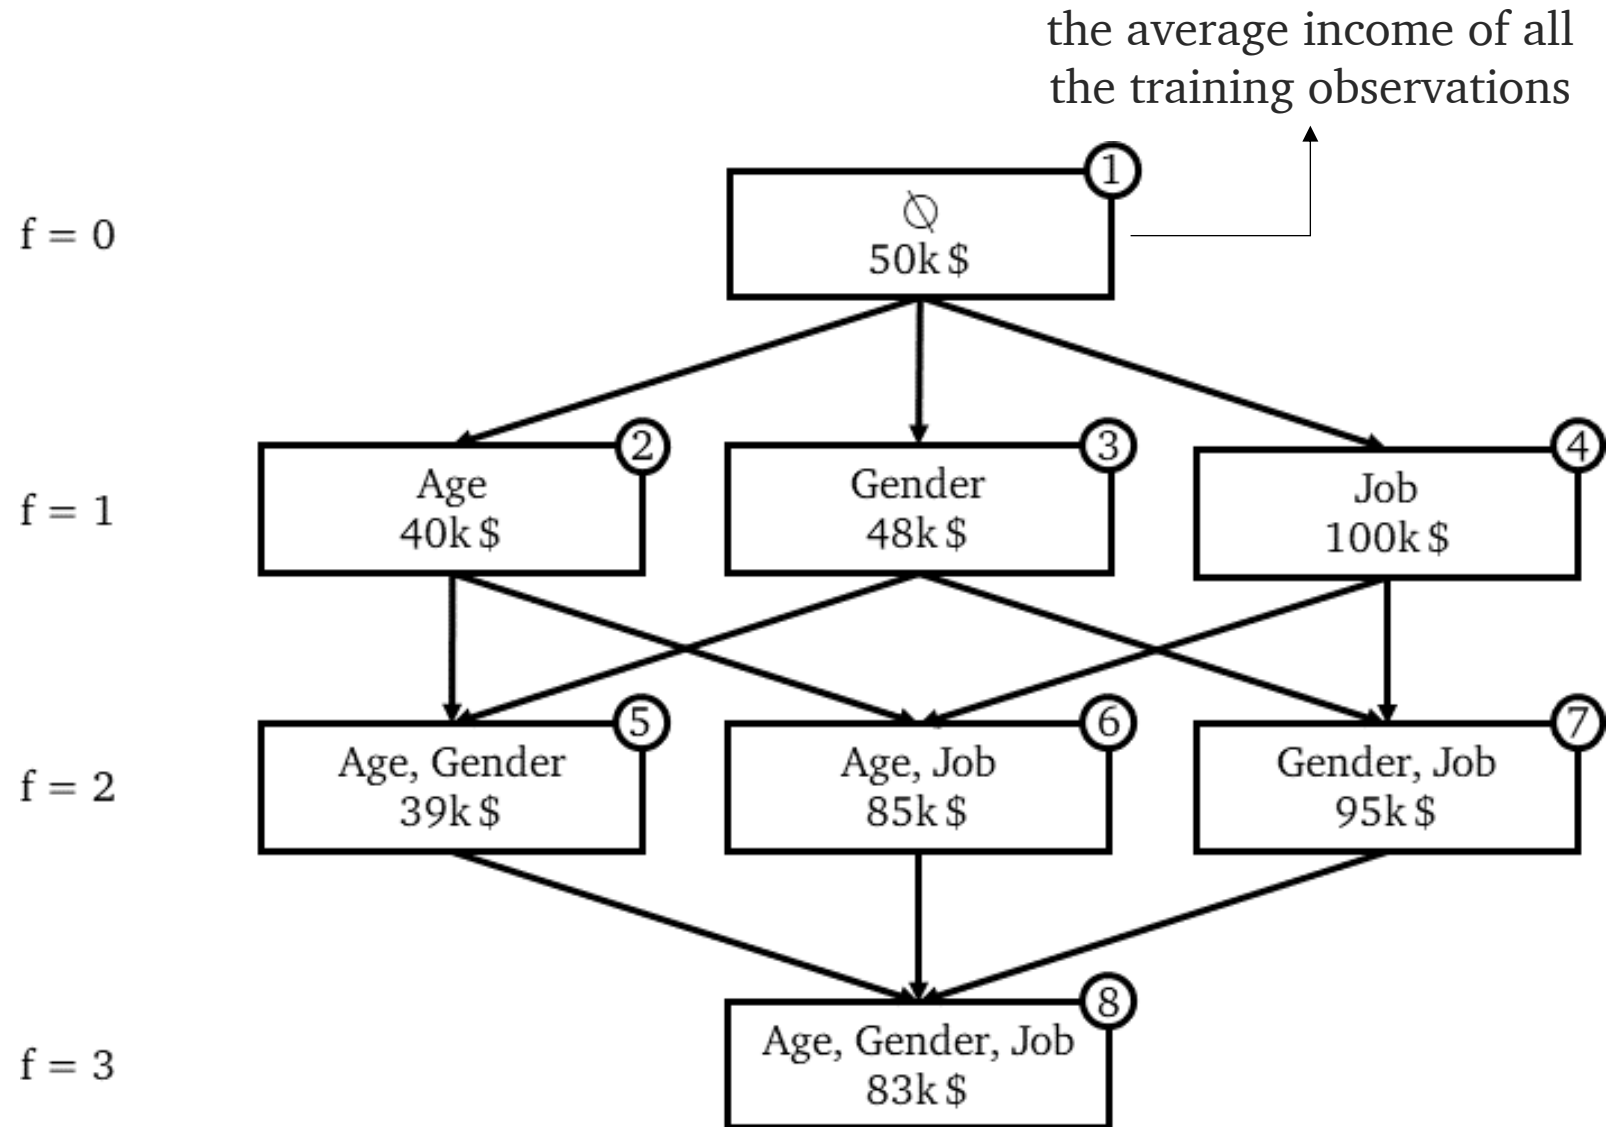 the average income of all
the training observations
f = 0
1
∅
50k $
f = 1
2
Age
40k $
3
Gender
48k $
4
Job
100k $
f = 2
5
Age, Gender
39k $
6
Age, Job
85k $
7
Gender, Job
95k $
f = 3
8
Age, Gender, Job
83k $